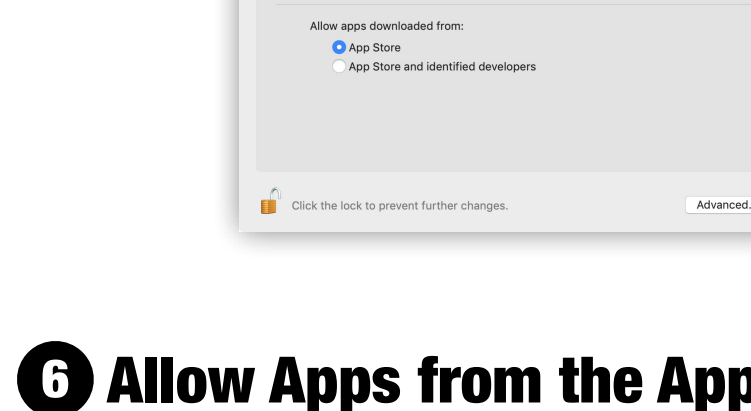 Allow apps downloaded from:
App Store
App Store and identified developers
Click the lock to prevent further changes.
Advanced.
6 Allow Apps from the App